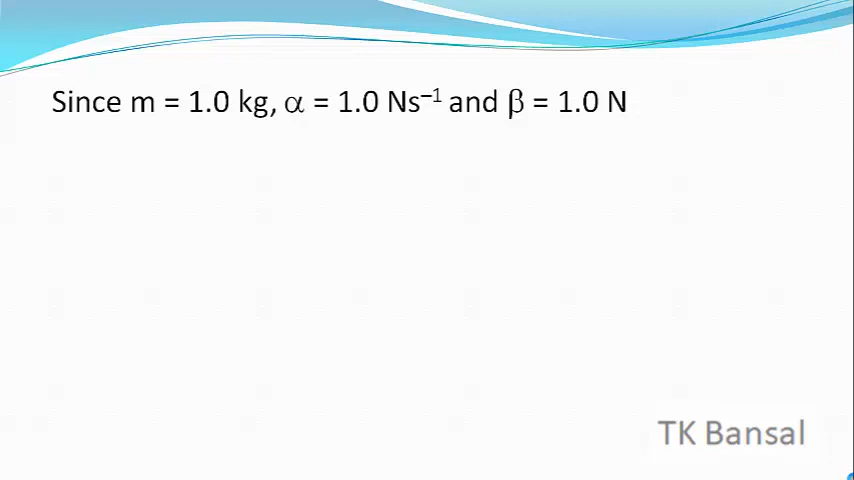 Since m = 1.0 kg, α = 1.0 Ns⁻¹ and β = 1.0 N
TK Bansal